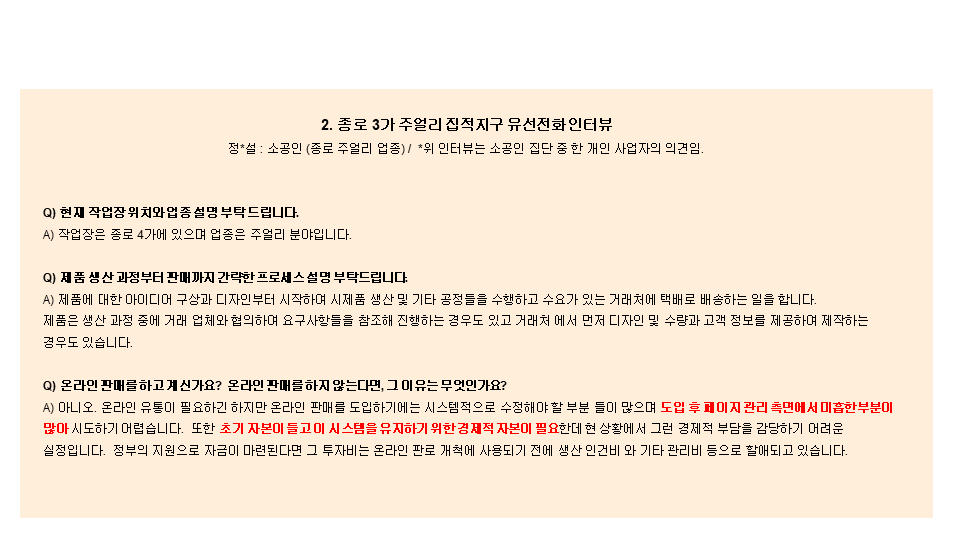 2. 종로 3가 주얼리 집적지구 유선전화 인터뷰
정*설 : 소공인 (종로 주얼리 업종) / *위 인터뷰는 소공인 집단 중 한 개인 사업자의 의견임.
Q) 현재 작업장 위치와 업종 설명 부탁 드립니다.
A) 작업장은 종로 4가에 있으며 업종은 주얼리 분야입니다.
Q) 제품 생산 과정부터 판매까지 간략한 프로세스 설명 부탁드립니다.
A) 제품에 대한 아이디어 구상과 디자인부터 시작하여 시제품 생산 및 기타 공정들을 수행하고 수요가 있는 거래처에 택배로 배송하는 일을 합니다.
제품은 생산 과정 중에 거래 업체와 협의하여 요구사항들을 참조해 진행하는 경우도 있고 거래처 에서 먼저 디자인 및 수량과 고객 정보를 제공하여 제작하는
경우도 있습니다.
Q) 온라인 판매를 하고 계신가요? 온라인 판매를 하지 않는다면, 그 이유는 무엇인가요?
A) 아니오. 온라인 유통이 필요하긴 하지만 온라인 판매를 도입하기에는 시스템적으로 수정해야 할 부분 들이 많으며 도입 후 페이지 관리 측면에서 미흡한 부분이
많아 시도하기 어렵습니다. 또한 초기 자본이 들고 이 시스템을 유지하기 위한 경제적 자본이 필요한데 현 상황에서 그런 경제적 부담을 감당하기 어려운
실정입니다. 정부의 지원으로 자금이 마련된다면 그 투자비는 온라인 판로 개척에 사용되기 전에 생산 인건비 와 기타 관리비 등으로 할애되고 있습니다.